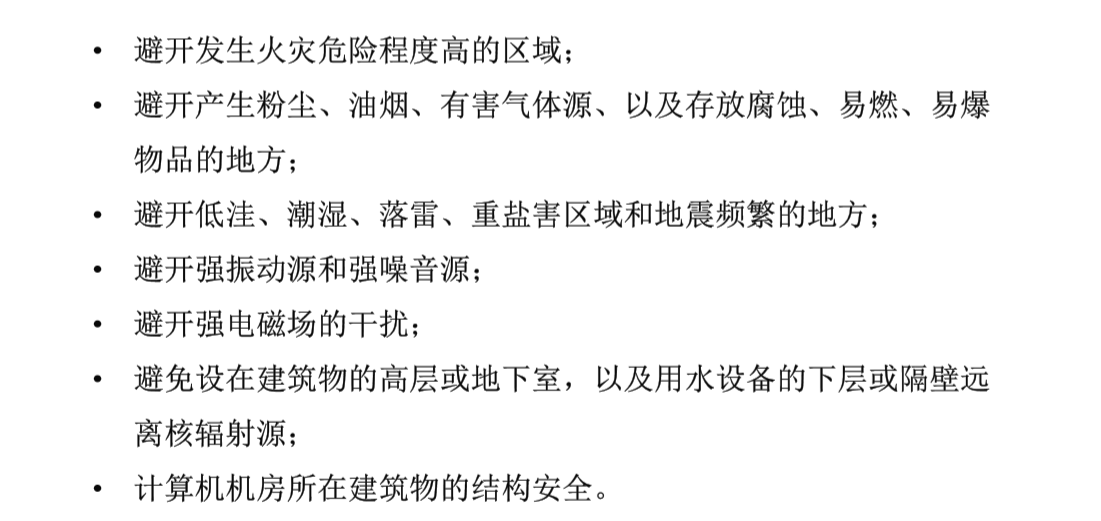 • 避开发生火灾危险程度高的区域；
• 避开产生粉尘、油烟、有害气体源、以及存放腐蚀、易燃、易爆
物品的地方；
• 避开低洼、潮湿、落雷、重盐害区域和地震频繁的地方；
• 避开强振动源和强噪音源；
• 避开强电磁场的干扰；
• 避免设在建筑物的高层或地下室，以及用水设备的下层或隔壁远
离核辐射源；
• 计算机机房所在建筑物的结构安全。